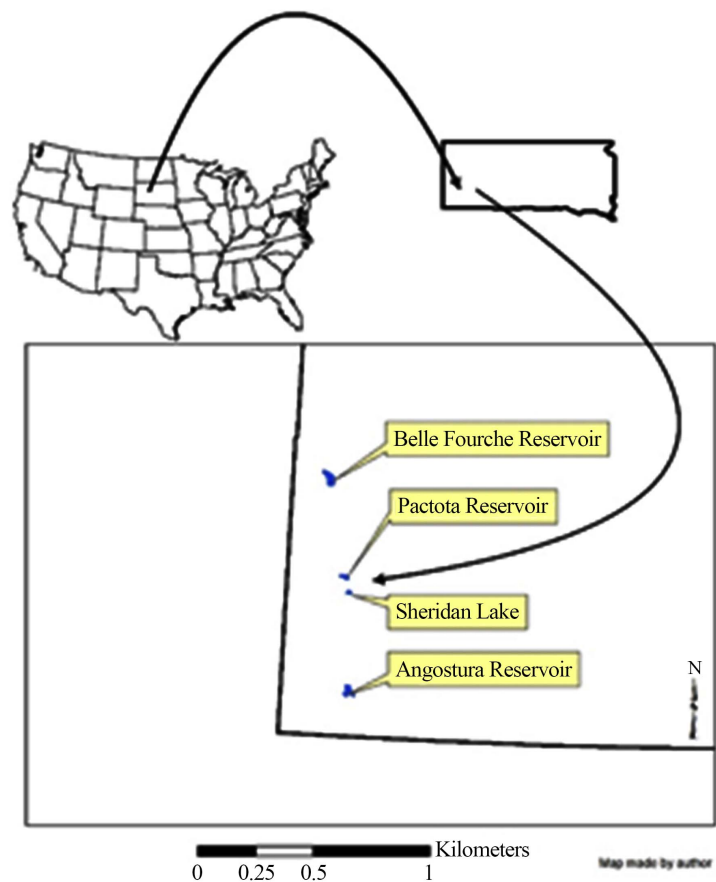 Belle Fourche Reservoir
Pactota Reservoir
Sheridan Lake
Angostura Reservoir
N
Kilometers
0 0.25 0.5 1
Map made by author